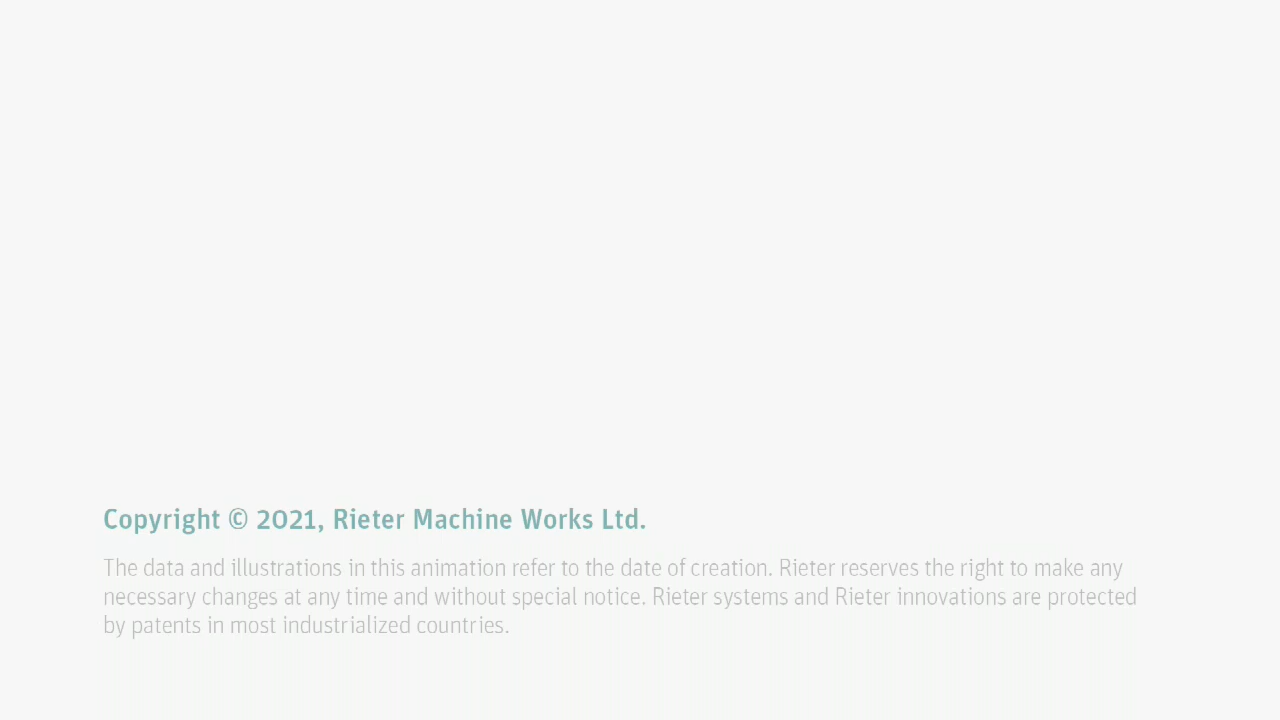 Copyright © 2021, Rieter Machine Works Ltd.
The data and illustrations in this animation refer to the date of creation. Rieter reserves the right to make any
necessary changes at any time and without special notice. Rieter systems and Rieter innovations are protected
by patents in most industrialized countries.